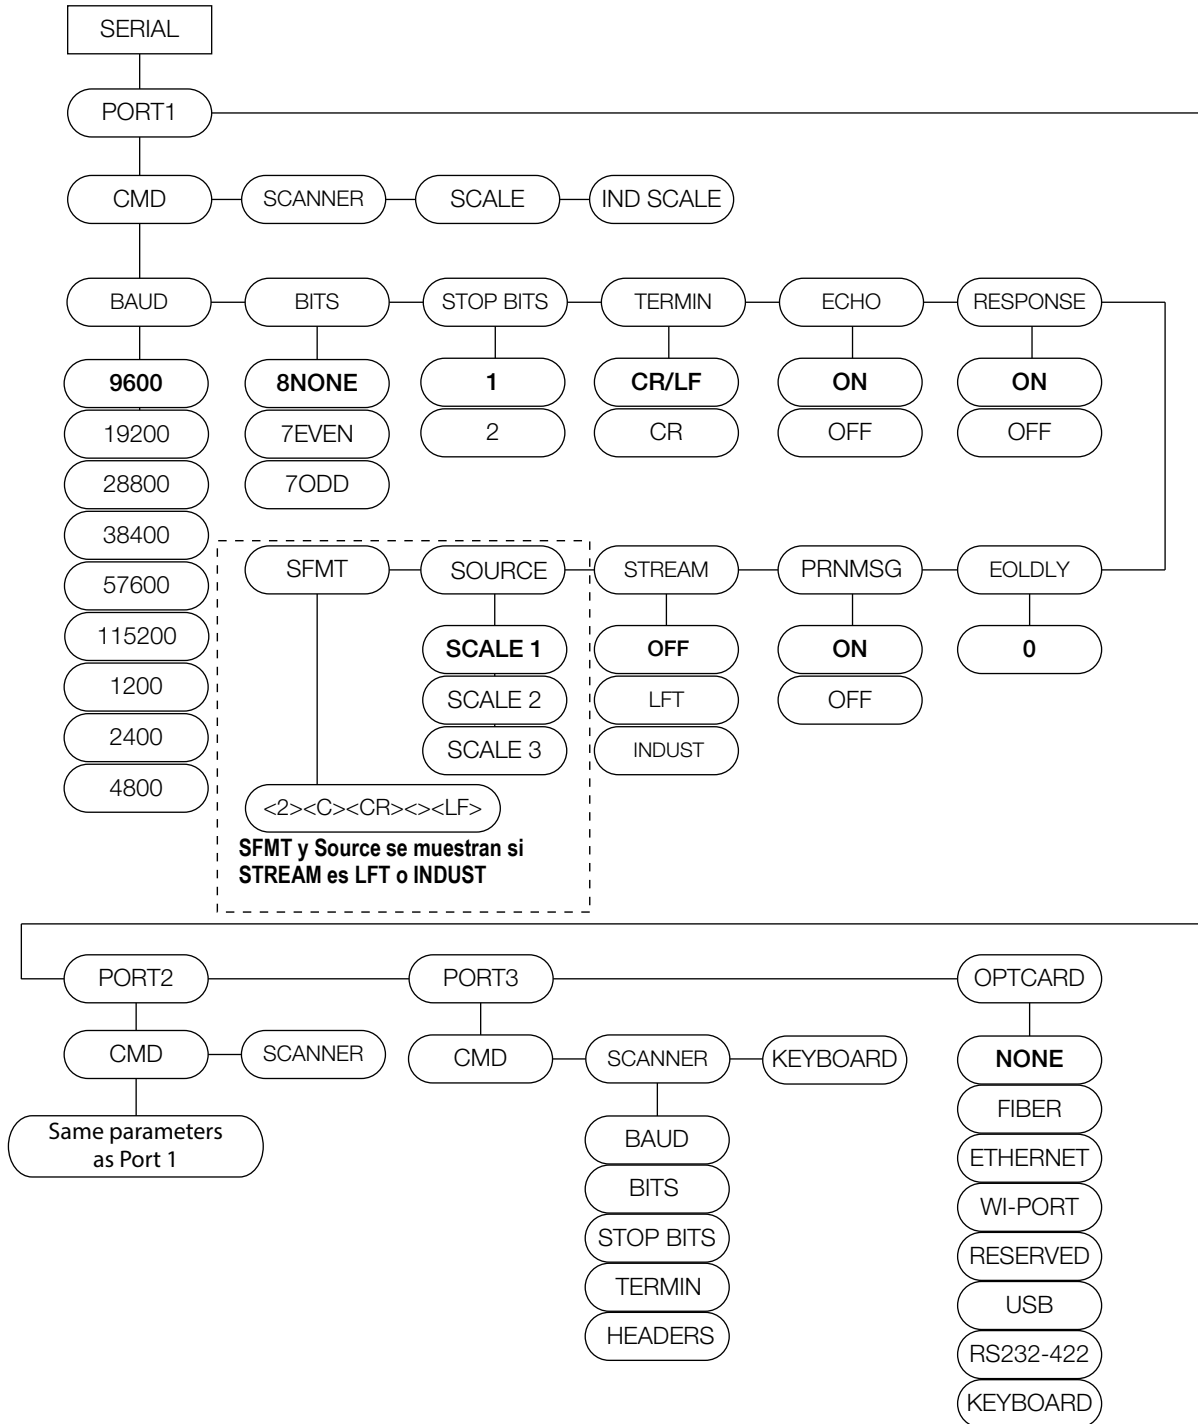 SERIAL
PORT1
CMD SCANNER SCALE IND SCALE
BAUD BITS STOP BITS TERMIN ECHO RESPONSE
9600 8NONE 1 CR/LF ON ON
19200 7EVEN 2 CR OFF OFF
28800 7ODD
38400
SFMT SOURCE STREAM PRNMSG EOLDLY
57600
115200 SCALE 1 OFF ON 0
1200 SCALE 2 LFT OFF
2400 SCALE 3 INDUST
4800
<2><C><CR><><LF>
SFMT y Source se muestran si
STREAM es LFT o INDUST
PORT2 PORT3 OPTCARD
CMD SCANNER CMD SCANNER KEYBOARD NONE
Same parameters
as Port 1
FIBER
BAUD
ETHERNET
BITS
WI-PORT
STOP BITS
RESERVED
TERMIN
USB
HEADERS
RS232-422
KEYBOARD